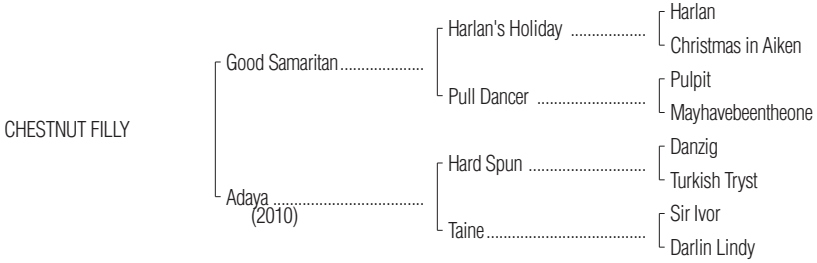 Harlan
Harlan's Holiday ..................
Christmas in Aiken
Good Samaritan....................
Pulpit
Pull Dancer ..........................
Mayhavebeentheone
CHESTNUT FILLY
Danzig
Hard Spun ............................
Turkish Tryst
Adaya ....................................
(2010)
Sir Ivor
Taine......................................
Darlin Lindy